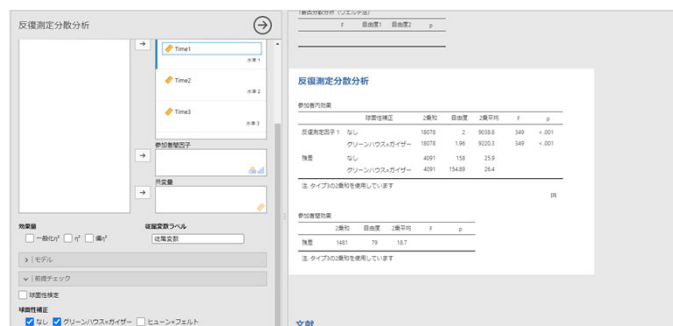 反復測定分散分析
Time1
水準 1
Time2
水準 2
Time3
水準 3
参加者間因子
共変量
効果量
一般化η² η² 偏η²
従属変数ラベル
従属変数
モデル
前提チェック
球面性検定
球面性補正
なし グリーンハウス=ガイザー ヒューン=フェルト
F 自由度1 自由度2 p
反復測定分散分析
参加者内効果
球面性補正 2乗和 自由度 2乗平均 F p
反復測定因子 1 なし 18078 2 9038.8 349 < .001
グリーンハウス=ガイザー 18078 1.96 9220.3 349 < .001
残差 なし 4091 158 25.9
グリーンハウス=ガイザー 4091 154.89 26.4
注. タイプ3の2乗和を使用しています
[3]
参加者間効果
2乗和 自由度 2乗平均 F p
残差 1481 79 18.7
注. タイプ3の2乗和を使用しています
文献